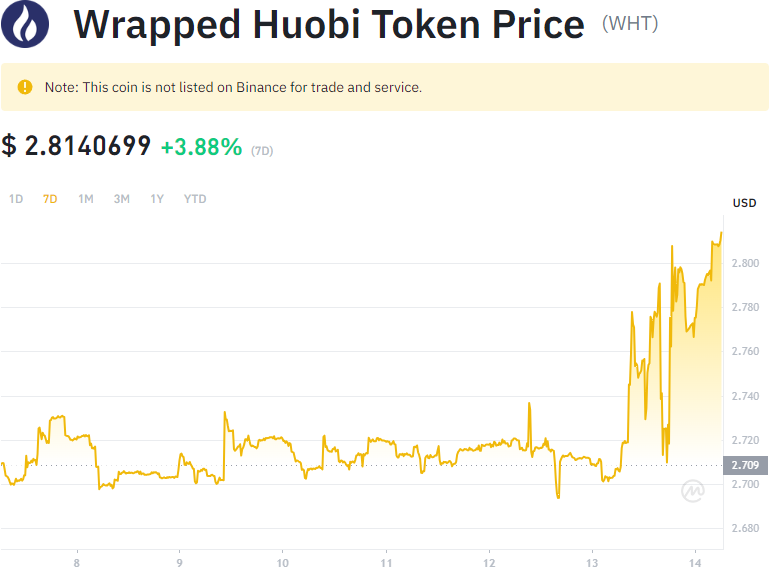 Wrapped Huobi Token Price (WHT)
Note: This coin is not listed on Binance for trade and service.
$ 2.8140699 +3.88% (7D)
1D 7D 1M 3M 1Y YTD
USD
2.800
2.780
2.760
2.740
2.720
2.709
2.700
2.680
8 9 10 11 12 13 14